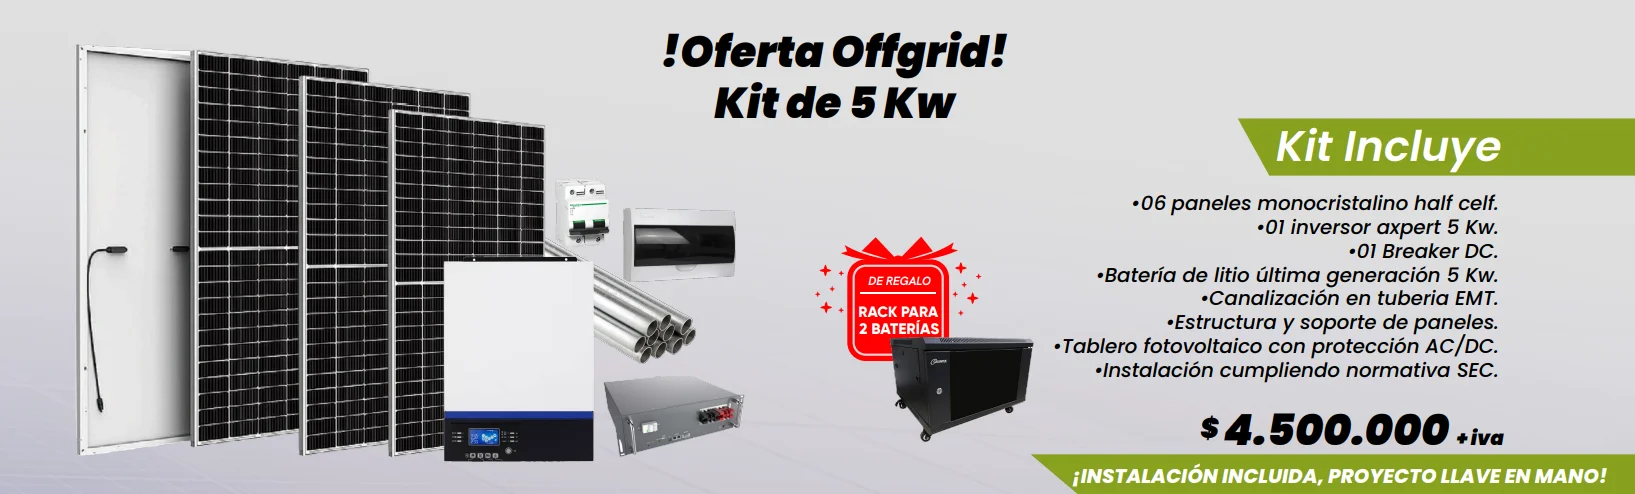 !Oferta Offgrid!
Kit de 5 Kw
Kit Incluye
•06 paneles monocristalino half celf.
•01 inversor axpert 5 Kw.
•01 Breaker DC.
•Batería de litio última generación 5 Kw.
•Canalización en tuberia EMT.
•Estructura y soporte de paneles.
•Tablero fotovoltaico con protección AC/DC.
•Instalación cumpliendo normativa SEC.
DE REGALO
RACK PARA
2 BATERÍAS
$4.500.000 + iva
¡INSTALACIÓN INCLUIDA, PROYECTO LLAVE EN MANO!